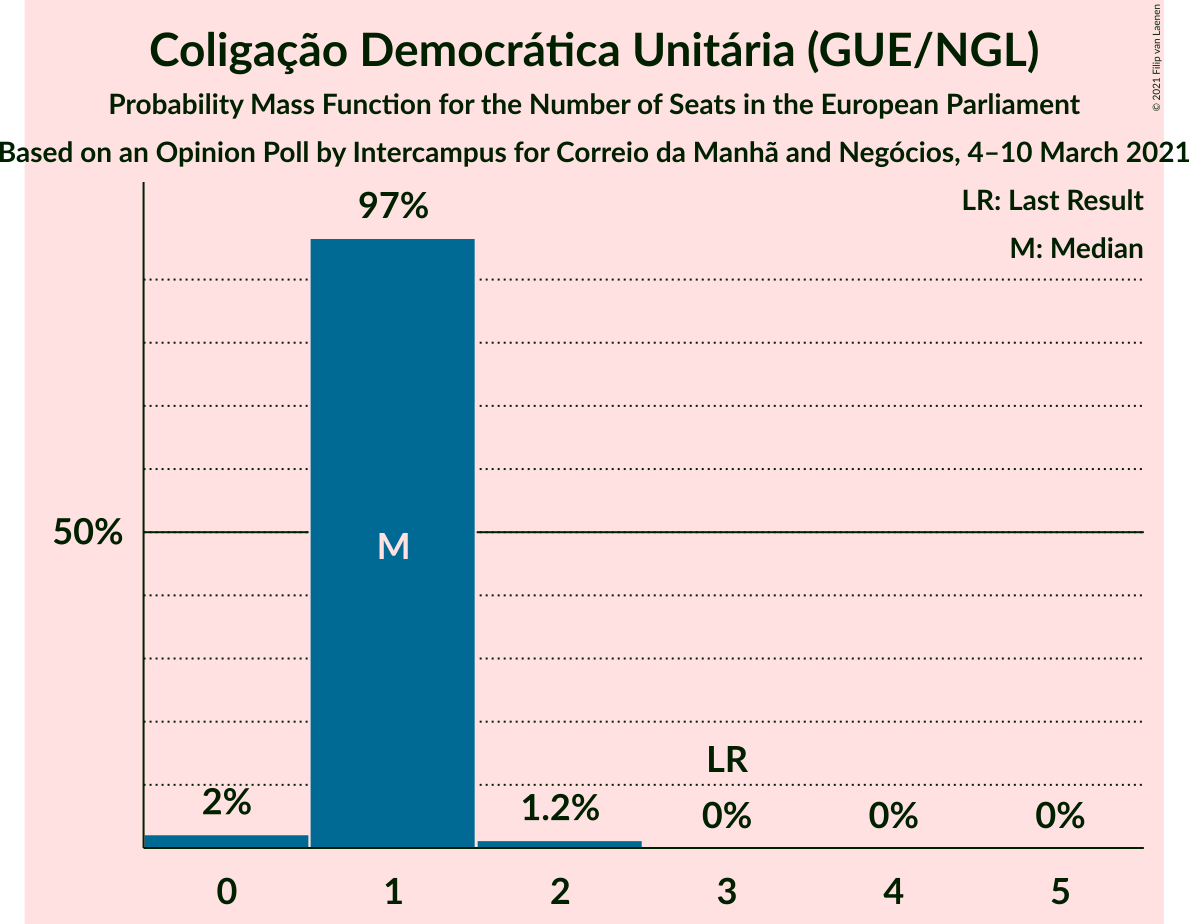 Coligação Democrática Unitária (GUE/NGL)
Probability Mass Function for the Number of Seats in the European Parliament
Based on an Opinion Poll by Intercampus for Correio da Manhã and Negócios, 4–10 March 2021
© 2021 Filip van Laenen
LR: Last Result
M: Median
97%
50%
M
LR
2%
1.2%
0%
0%
0%
0
1
2
3
4
5